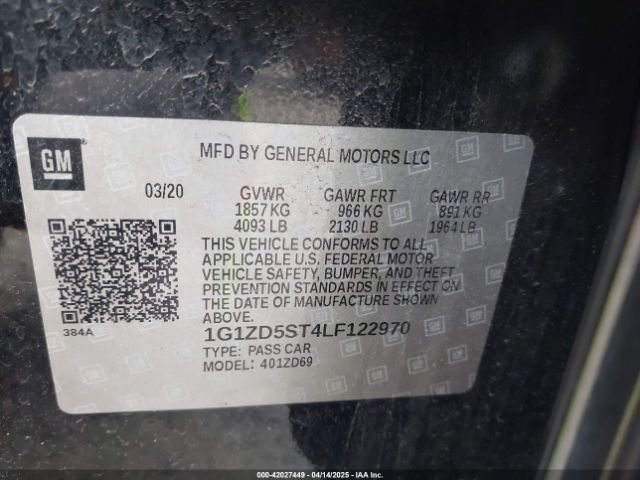 GM
MFD BY GENERAL MOTORS LLC
03/20 GVWR GAWR FRT GAWR RR
1857 KG 966 KG 891 KG
4093 LB 2130 LB 1964 LB
THIS VEHICLE CONFORMS TO ALL
APPLICABLE U.S. FEDERAL MOTOR
VEHICLE SAFETY, BUMPER, AND THEFT
PREVENTION STANDARDS IN EFFECT ON
THE DATE OF MANUFACTURE SHOWN
ABOVE.
384A
1G1ZD5ST4LF122970
TYPE: PASS CAR
MODEL: 401ZD69
000-42027449 - 04/14/2025 - IAA Inc.